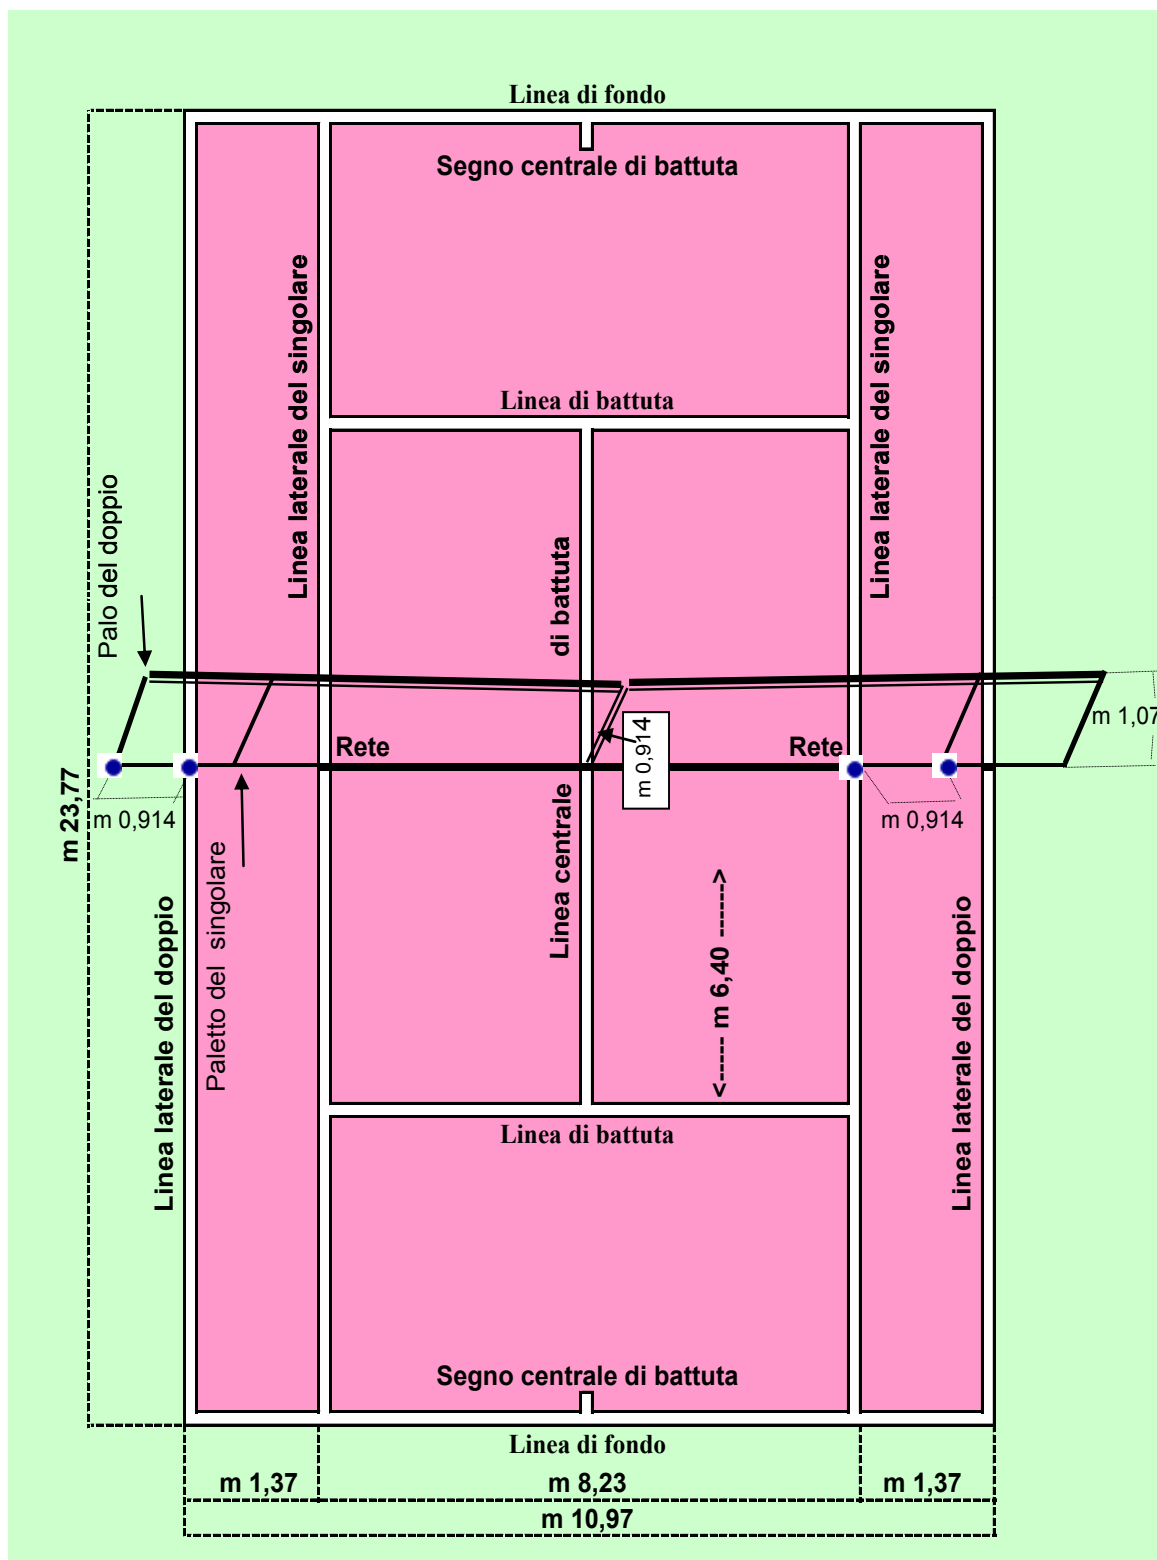 Linea di fondo
Segno centrale di battuta
Linea laterale del singolare
Linea laterale del singolare
Linea di battuta
Palo del doppio
di battuta
m 1,07
Rete
Rete
m 0,914
m 23,77
m 0,914
m 0,914
Linea centrale
Paletto del singolare
Linea laterale del doppio
m 6,40
Linea laterale del doppio
Linea di battuta
Segno centrale di battuta
Linea di fondo
m 1,37
m 8,23
m 1,37
m 10,97